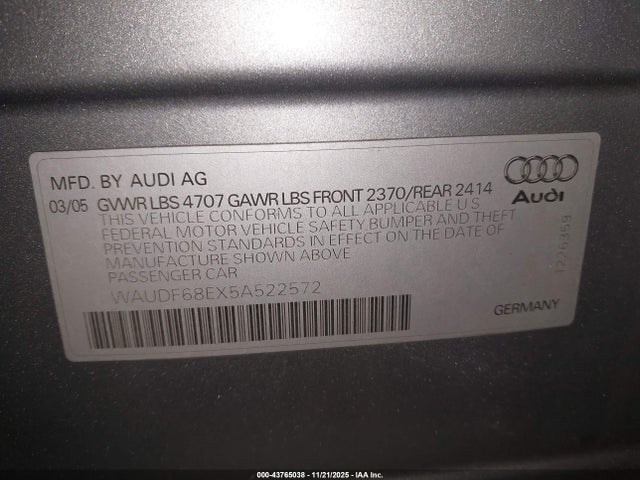 MFD. BY AUDI AG
03/05 GVWR LBS 4707 GAWR LBS FRONT 2370/REAR 2414
THIS VEHICLE CONFORMS TO ALL APPLICABLE U S
FEDERAL MOTOR VEHICLE SAFETY BUMPER AND THEFT
PREVENTION STANDARDS IN EFFECT ON THE DATE OF
MANUFACTURE SHOWN ABOVE
PASSENGER CAR
WAUDF68EX5A522572
Audi
1226359
GERMANY
000-43765038 - 11/21/2025 - IAA Inc.